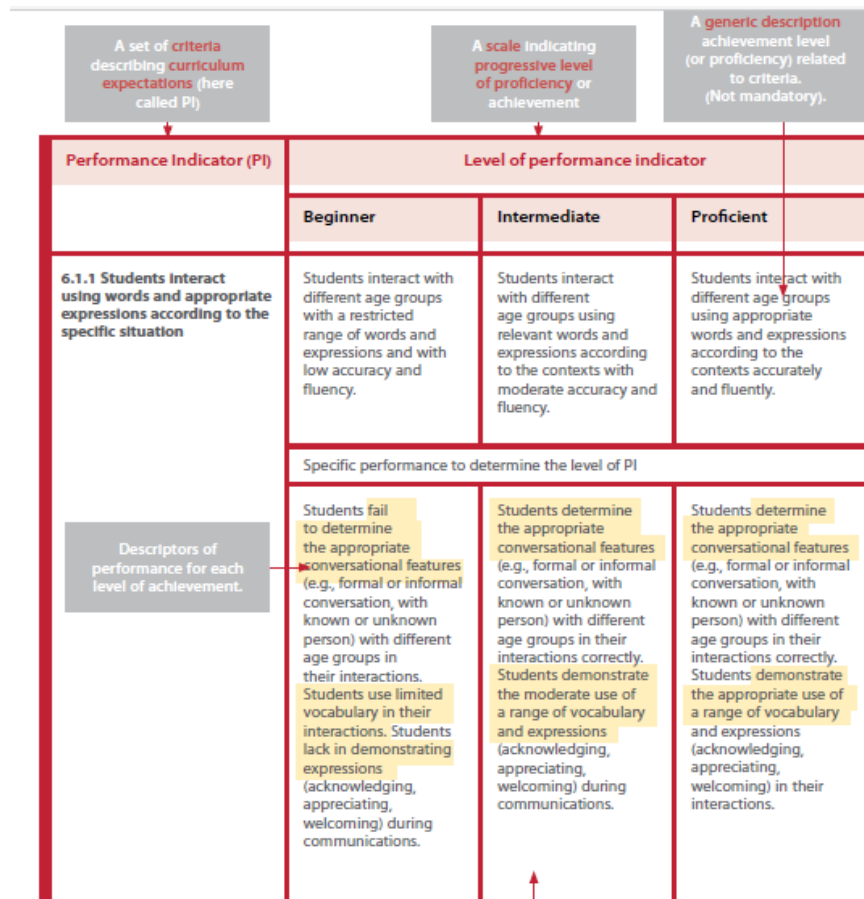 A set of criteria
describing curriculum
expectations (here
called PI)
A scale indicating
progressive level
of proficiency or
achievement
A generic description
achievement level
(or proficiency) related
to criteria.
(Not mandatory).
Performance Indicator (PI)
Level of performance indicator
Beginner
Intermediate
Proficient
6.1.1 Students interact
using words and appropriate
expressions according to the
specific situation
Students interact with
different age groups
with a restricted
range of words and
expressions and with
low accuracy and
fluency.
Students interact
with different
age groups using
relevant words and
expressions according
to the contexts with
moderate accuracy and
fluency.
Students interact with
different age groups
using appropriate
words and expressions
according to the
contexts accurately
and fluently.
Specific performance to determine the level of PI
Descriptors of
performance for each
level of achievement.
Students fail
to determine
the appropriate
conversational features
(e.g., formal or informal
conversation, with
known or unknown
person) with different
age groups in
their interactions.
Students use limited
vocabulary in their
interactions. Students
lack in demonstrating
expressions
(acknowledging,
appreciating,
welcoming) during
communications.
Students determine
the appropriate
conversational features
(e.g., formal or informal
conversation, with
known or unknown
person) with different
age groups in their
interactions correctly.
Students demonstrate
the moderate use of
a range of vocabulary
and expressions
(acknowledging,
appreciating,
welcoming) during
communications.
Students determine
the appropriate
conversational features
(e.g., formal or informal
conversation, with
known or unknown
person) with different
age groups in their
interactions correctly.
Students demonstrate
the appropriate use of
a range of vocabulary
and expressions
(acknowledging,
appreciating,
welcoming) in their
interactions.